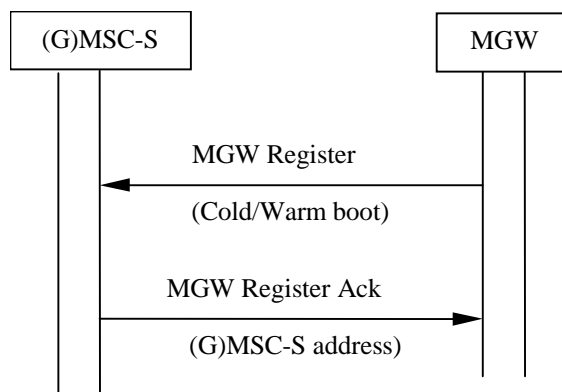 (G)MSC-S
MGW
MGW Register
(Cold/Warm boot)
MGW Register Ack
(G)MSC-S address)